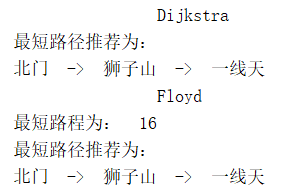 Dijkstra
最短路径推荐为：
北门 -> 狮子山 -> 一线天
Floyd
最短路程为： 16
最短路径推荐为：
北门 -> 狮子山 -> 一线天